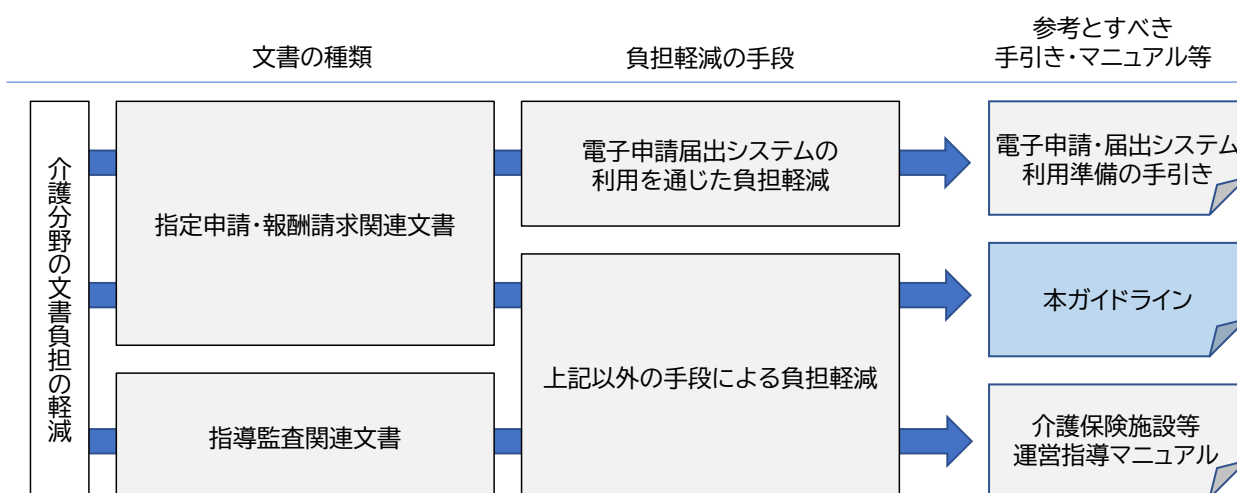 文書の種類
負担軽減の手段
参考とすべき
手引き・マニュアル等
介護分野の文書負担の軽減
指定申請・報酬請求関連文書
電子申請届出システムの
利用を通じた負担軽減
電子申請・届出システム
利用準備の手引き
本ガイドライン
上記以外の手段による負担軽減
指導監査関連文書
介護保険施設等
運営指導マニュアル